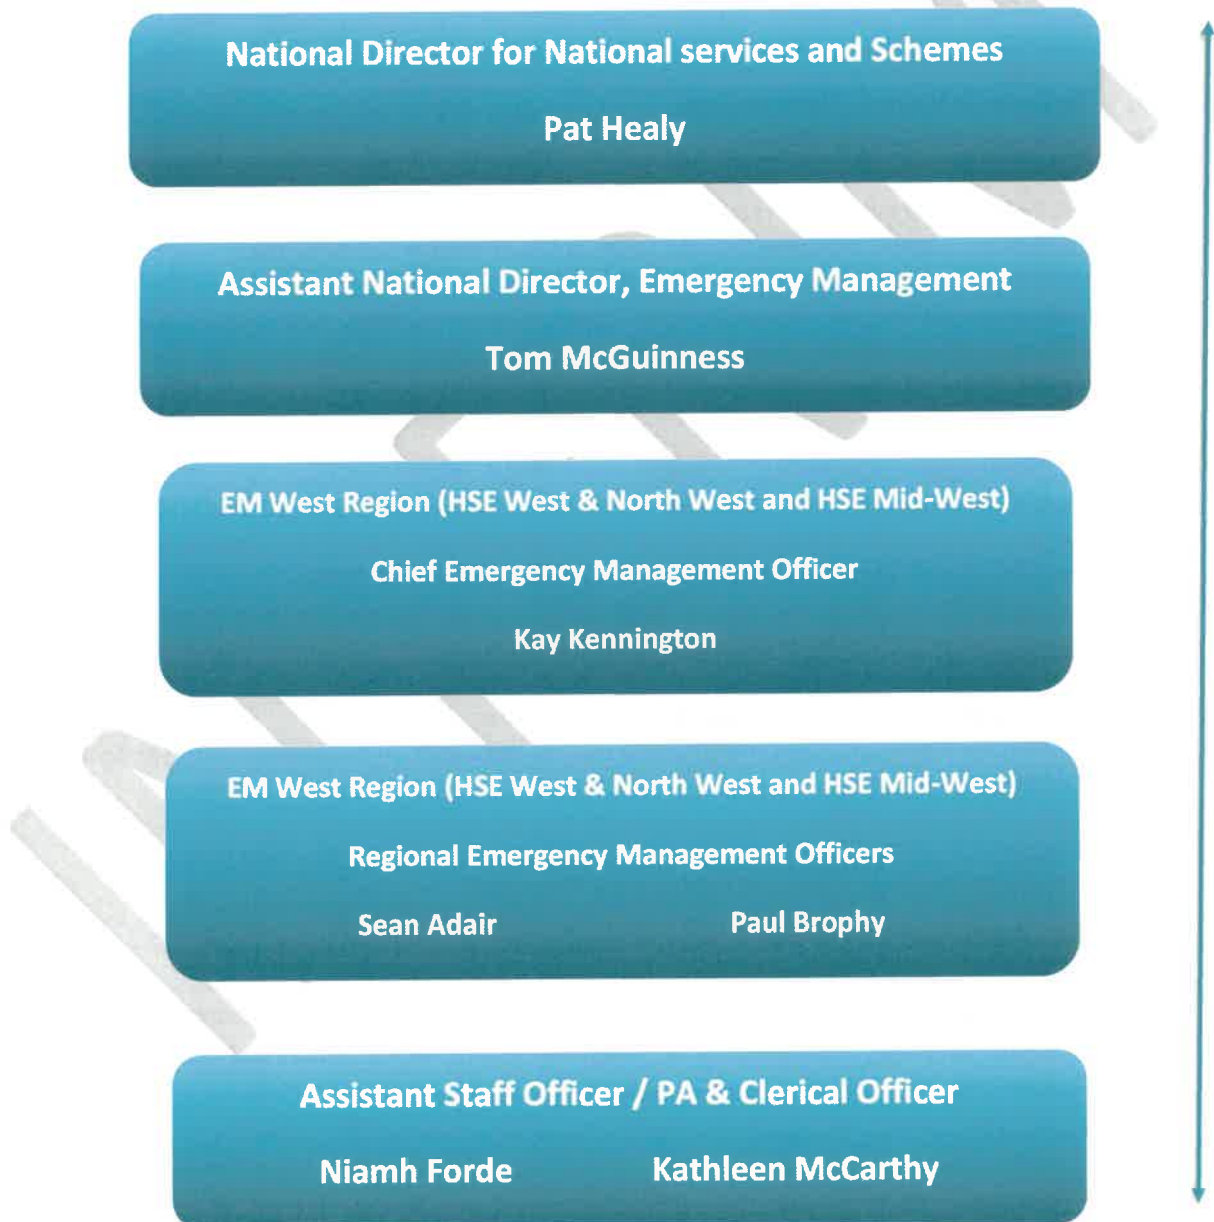 National Director for National services and Schemes
Pat Healy
Assistant National Director, Emergency Management
Tom McGuinness
EM West Region (HSE West & North West and HSE Mid-West)
Chief Emergency Management Officer
Kay Kennington
EM West Region (HSE West & North West and HSE Mid-West)
Regional Emergency Management Officers
Sean Adair Paul Brophy
Assistant Staff Officer / PA & Clerical Officer
Niamh Forde Kathleen McCarthy